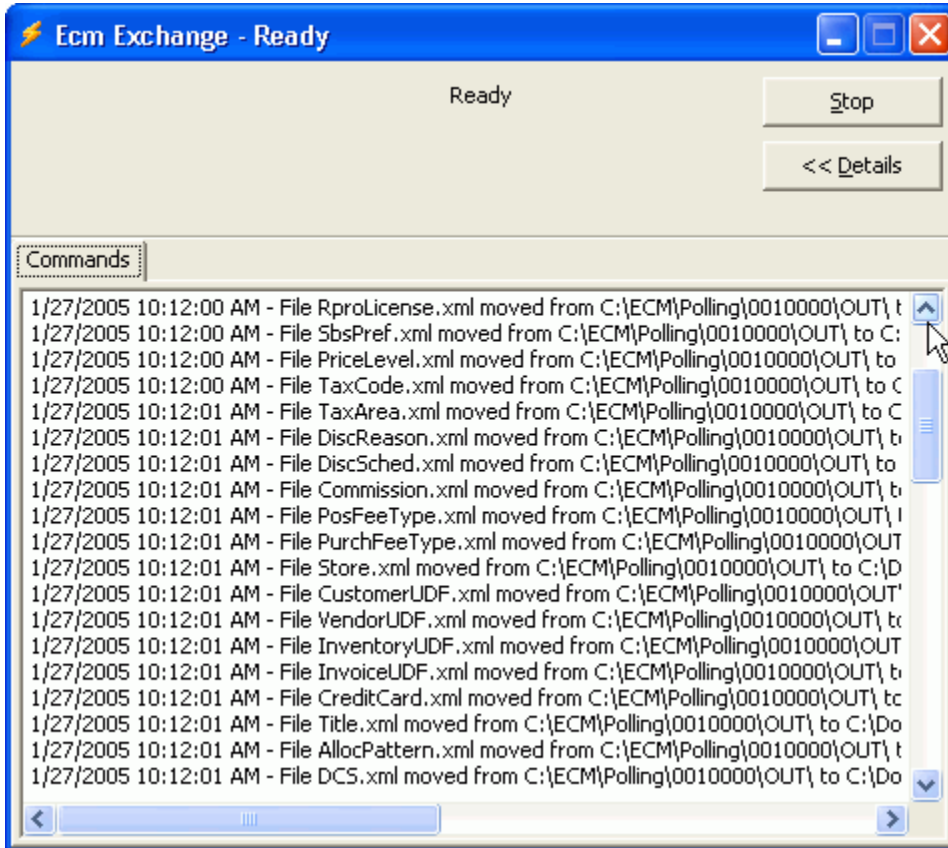 Ecm Exchange - Ready
Ready
Stop
<< Details
Commands
1/27/2005 10:12:00 AM - File RproLicense.xml moved from C:\ECM\Polling\0010000\OUT\ t
1/27/2005 10:12:00 AM - File SbsPref.xml moved from C:\ECM\Polling\0010000\OUT\ to C:
1/27/2005 10:12:00 AM - File PriceLevel.xml moved from C:\ECM\Polling\0010000\OUT\ to
1/27/2005 10:12:00 AM - File TaxCode.xml moved from C:\ECM\Polling\0010000\OUT\ to C
1/27/2005 10:12:01 AM - File TaxArea.xml moved from C:\ECM\Polling\0010000\OUT\ to C
1/27/2005 10:12:01 AM - File DiscReason.xml moved from C:\ECM\Polling\0010000\OUT\ t
1/27/2005 10:12:01 AM - File DiscSched.xml moved from C:\ECM\Polling\0010000\OUT\ to
1/27/2005 10:12:01 AM - File Commission.xml moved from C:\ECM\Polling\0010000\OUT\ t
1/27/2005 10:12:01 AM - File PosFeeType.xml moved from C:\ECM\Polling\0010000\OUT\
1/27/2005 10:12:01 AM - File PurchFeeType.xml moved from C:\ECM\Polling\0010000\OUT
1/27/2005 10:12:01 AM - File Store.xml moved from C:\ECM\Polling\0010000\OUT\ to C:\D
1/27/2005 10:12:01 AM - File CustomerUDF.xml moved from C:\ECM\Polling\0010000\OUT
1/27/2005 10:12:01 AM - File VendorUDF.xml moved from C:\ECM\Polling\0010000\OUT\ to
1/27/2005 10:12:01 AM - File InventoryUDF.xml moved from C:\ECM\Polling\0010000\OUT
1/27/2005 10:12:01 AM - File InvoiceUDF.xml moved from C:\ECM\Polling\0010000\OUT\ t
1/27/2005 10:12:01 AM - File CreditCard.xml moved from C:\ECM\Polling\0010000\OUT\ to
1/27/2005 10:12:01 AM - File Title.xml moved from C:\ECM\Polling\0010000\OUT\ to C:\Do
1/27/2005 10:12:01 AM - File AllocPattern.xml moved from C:\ECM\Polling\0010000\OUT\ t
1/27/2005 10:12:01 AM - File DCS.xml moved from C:\ECM\Polling\0010000\OUT\ to C:\Do